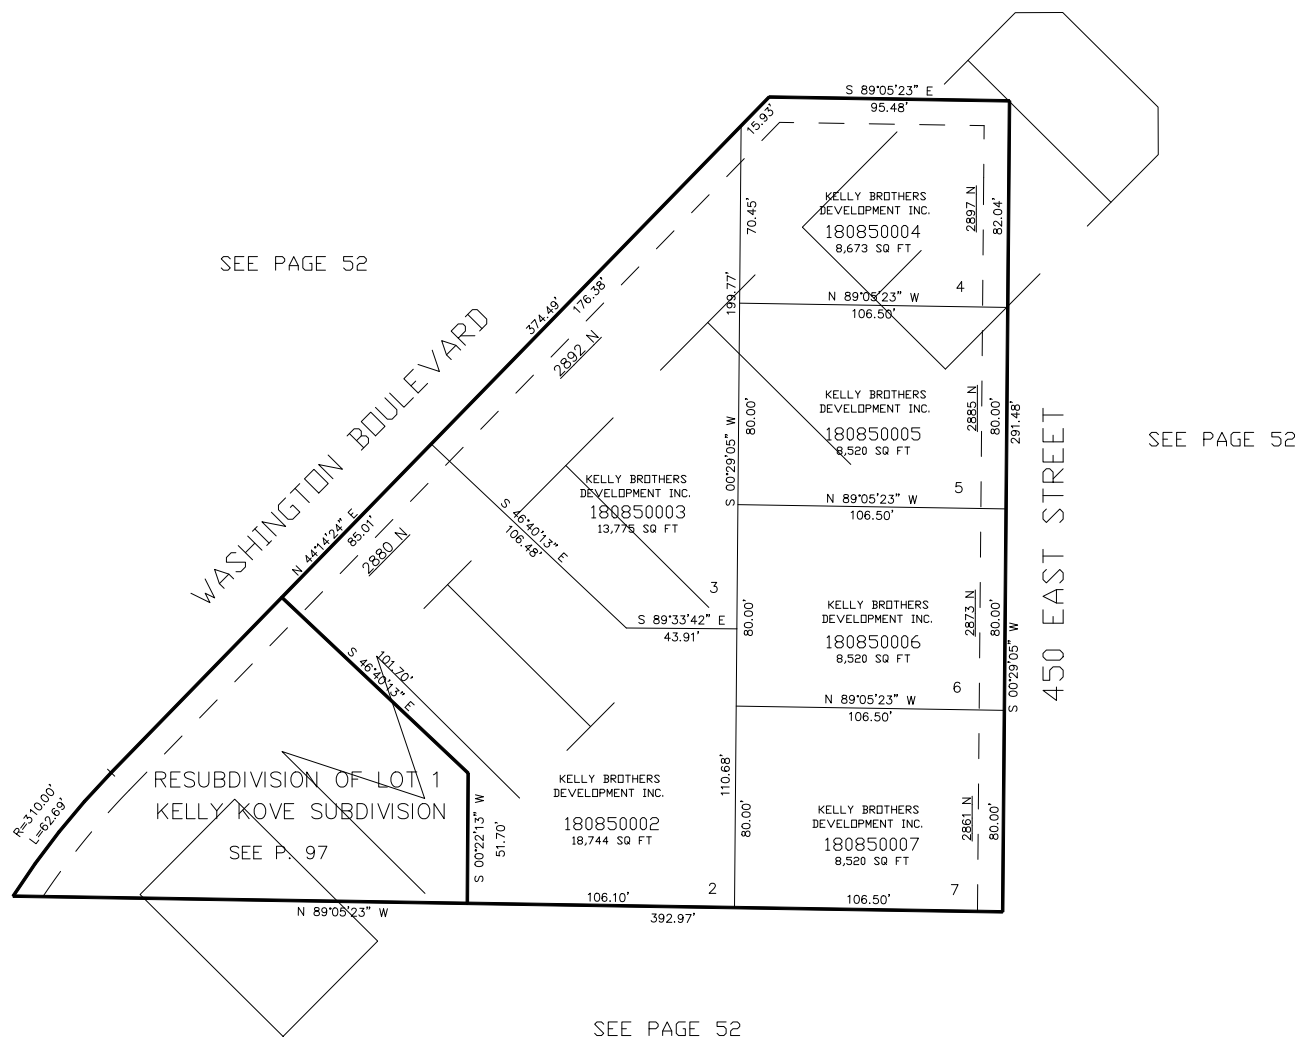 S 89°05'23" E
95.48'
15.93'
KELLY BROTHERS
DEVELOPMENT INC.
180850004
8,673 SQ FT
2897 N
82.04'
70.45'
4
SEE PAGE 52
199.77'
N 89°05'23" W
106.50'
374.49'
176.38'
2892 N
WASHINGTON BOULEVARD
KELLY BROTHERS
DEVELOPMENT INC.
180850005
8,520 SQ FT
2885 N
80.00'
80.00'
291.48'
S 00°29'05" W
5
450 EAST STREET
SEE PAGE 52
N 89°05'23" W
106.50'
KELLY BROTHERS
DEVELOPMENT INC.
180850003
13,775 SQ FT
3
S 46°40'13" E
106.48'
N 44°14'24" E
85.01'
2880 N
S 89°33'42" E
43.91'
KELLY BROTHERS
DEVELOPMENT INC.
180850006
8,520 SQ FT
2873 N
80.00'
80.00'
S 00°29'05" W
6
N 89°05'23" W
106.50'
101.70'
S 46°40'13" E
RESUBDIVISION OF LOT 1
KELLY KOVE SUBDIVISION
SEE P. 97
R=310.00'
L=62.69'
S 00°22'13" W
51.70'
KELLY BROTHERS
DEVELOPMENT INC.
180850002
18,744 SQ FT
2
110.68'
80.00'
KELLY BROTHERS
DEVELOPMENT INC.
180850007
8,520 SQ FT
2861 N
80.00'
7
106.10'
106.50'
N 89°05'23" W
392.97'
SEE PAGE 52